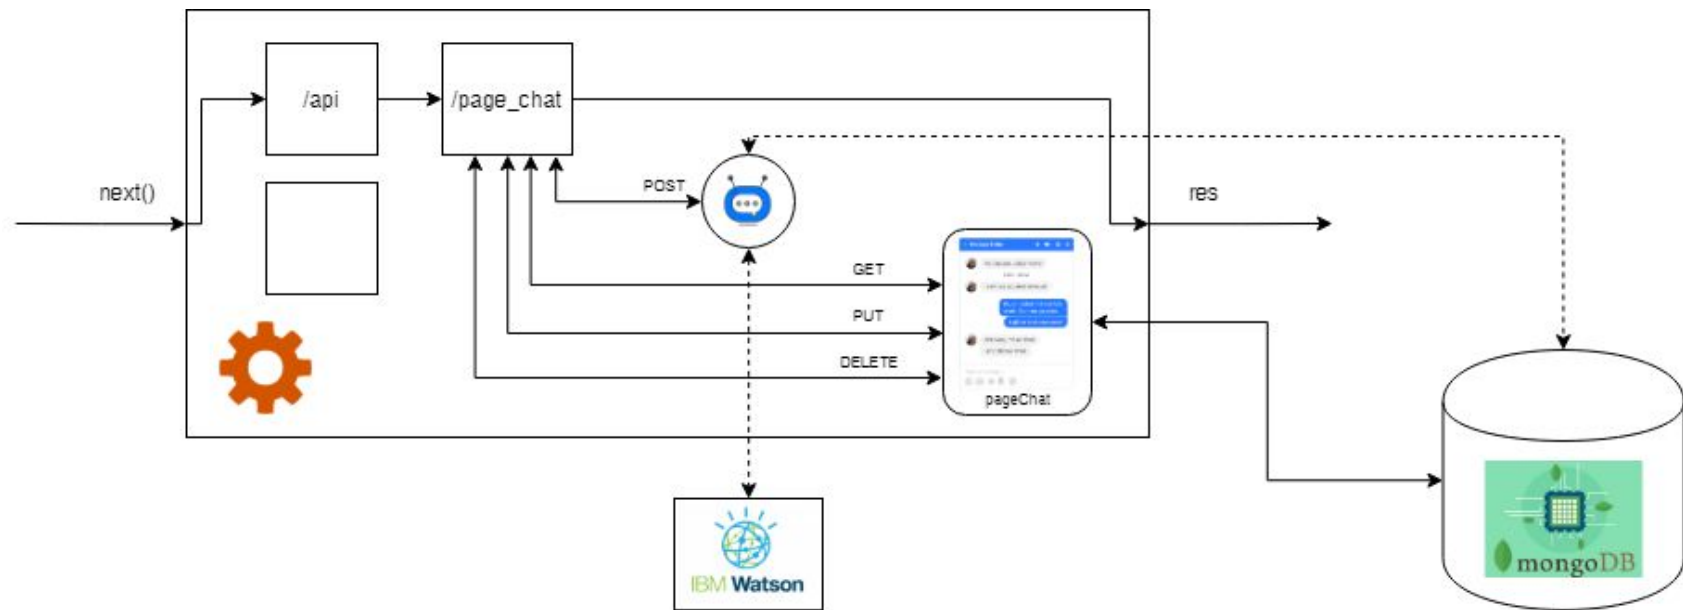 /api
/page_chat
next()
POST
res
GET
PUT
DELETE
pageChat
IBM Watson
mongoDB